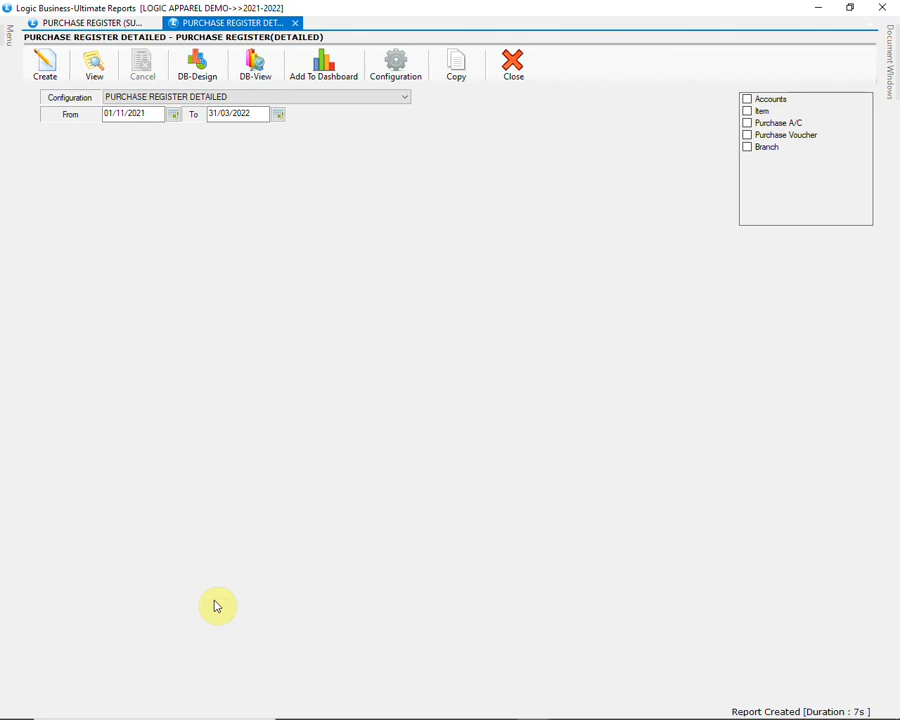 Logic Business-Ultimate Reports [LOGIC APPAREL DEMO->>2021-2022]
Menu
PURCHASE REGISTER (SU...
PURCHASE REGISTER DET...
PURCHASE REGISTER DETAILED - PURCHASE REGISTER(DETAILED)
Create
View
Cancel
DB-Design
DB-View
Add To Dashboard
Configuration
Copy
Close
Document Windows
Configuration PURCHASE REGISTER DETAILED
From 01/11/2021 To 31/03/2022
Accounts
Item
Purchase A/C
Purchase Voucher
Branch
Report Created [Duration : 7s ]